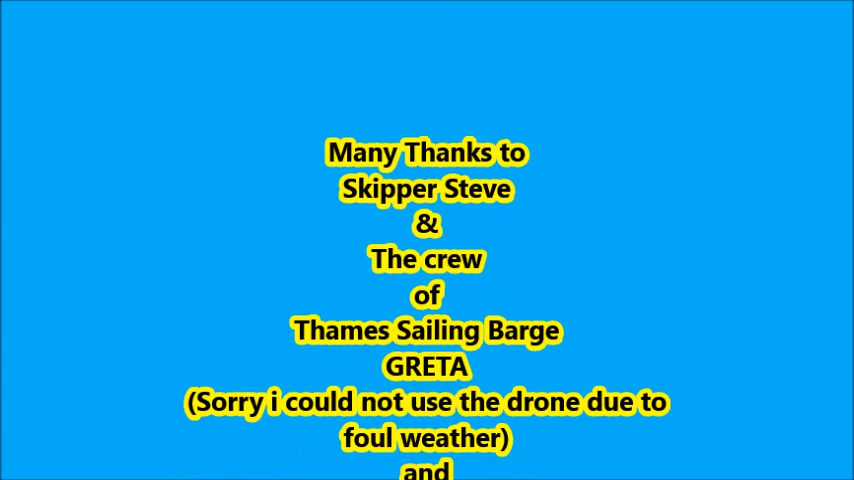 Many Thanks to
Skipper Steve
&
The crew
of
Thames Sailing Barge
GRETA
(Sorry i could not use the drone due to
foul weather)
and